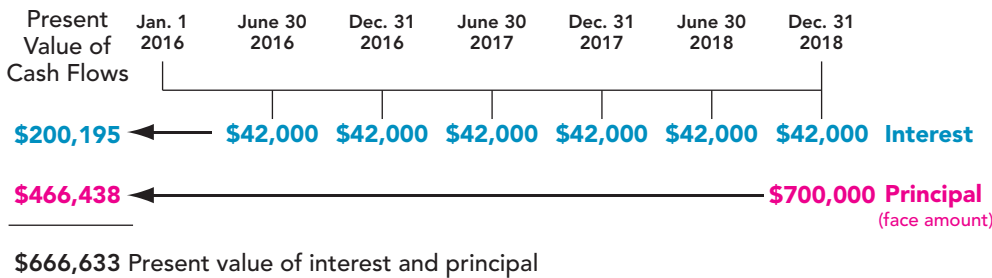 Present
Value of
Cash Flows
Jan. 1 June 30 Dec. 31 June 30 Dec. 31 June 30 Dec. 31
2016 2016 2016 2017 2017 2018 2018
$200,195 $42,000 $42,000 $42,000 $42,000 $42,000 $42,000 Interest
$466,438 $700,000 Principal
(face amount)
$666,633 Present value of interest and principal